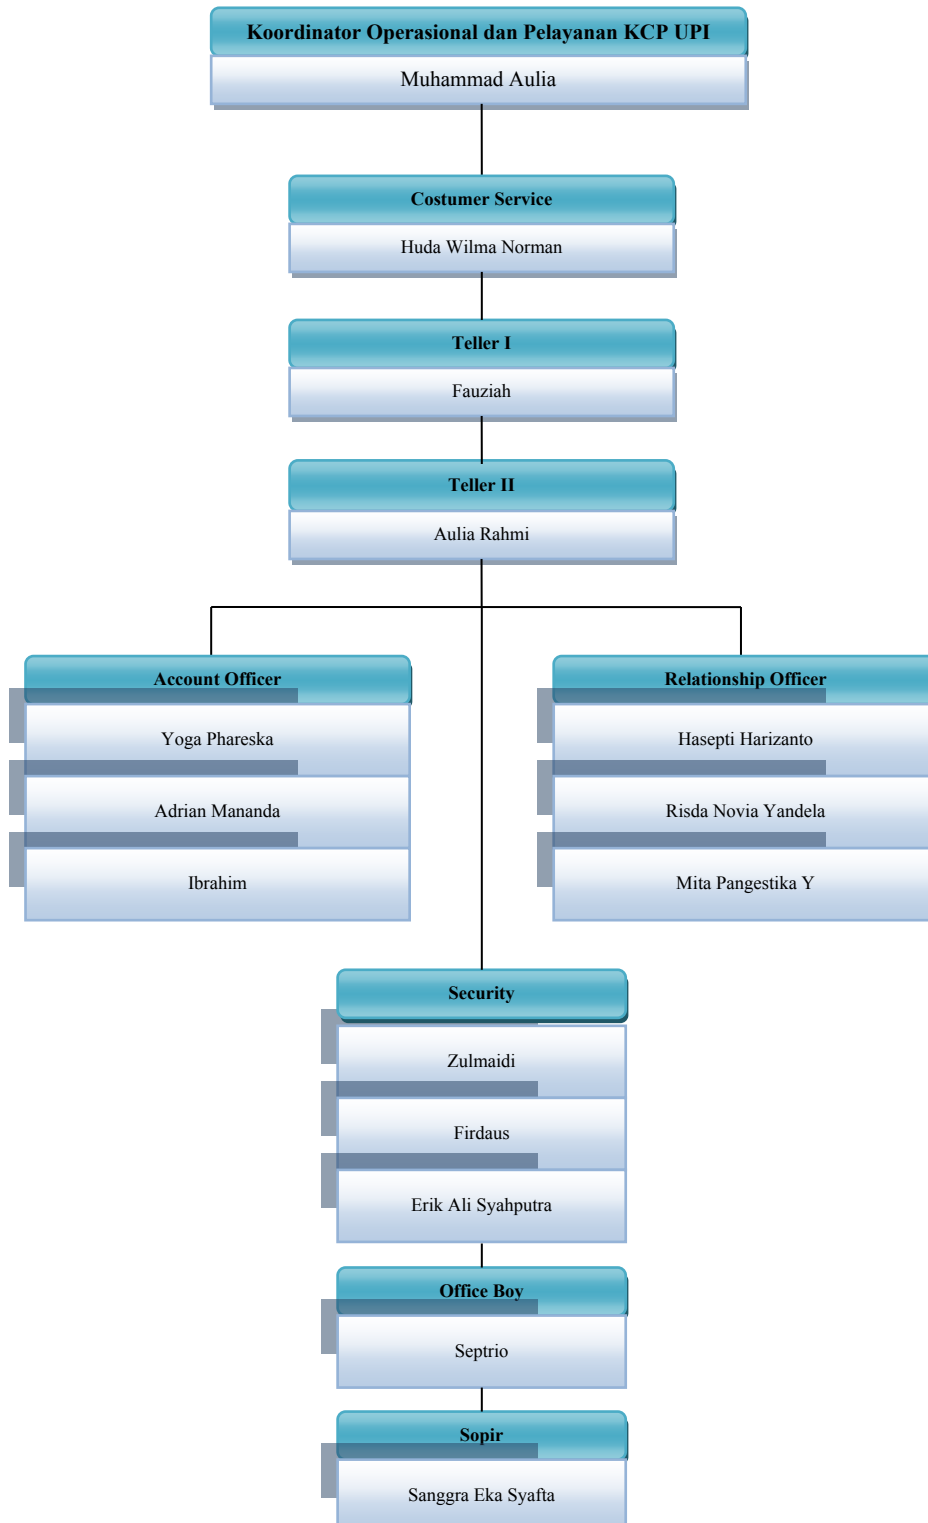 Koordinator Operasional dan Pelayanan KCP UPI
Muhammad Aulia
Costumer Service
Huda Wilma Norman
Teller I
Fauziah
Teller II
Aulia Rahmi
Account Officer
Yoga Phareska
Adrian Mananda
Ibrahim
Relationship Officer
Hasepti Harizanto
Risda Novia Yandela
Mita Pangestika Y
Security
Zulmaidi
Firdaus
Erik Ali Syahputra
Office Boy
Septrio
Sopir
Sanggra Eka Syafta